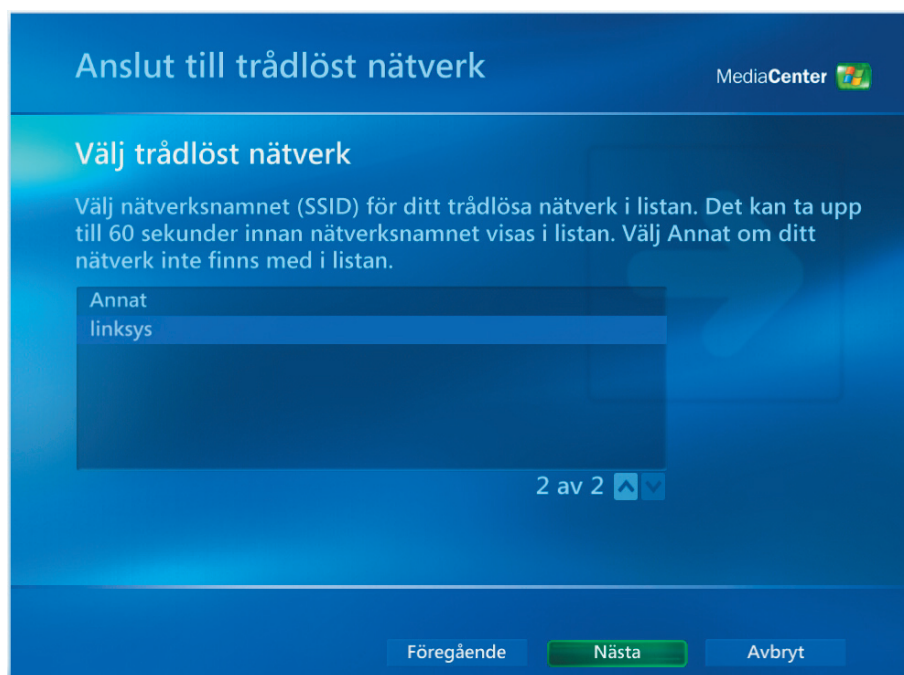 Anslut till trådlöst nätverk
MediaCenter
Välj trådlöst nätverk
Välj nätverksnamnet (SSID) för ditt trådlösa nätverk i listan. Det kan ta upp
till 60 sekunder innan nätverksnamnet visas i listan. Välj Annat om ditt
nätverk inte finns med i listan.
Annat
linksys
2 av 2
Föregående
Nästa
Avbryt